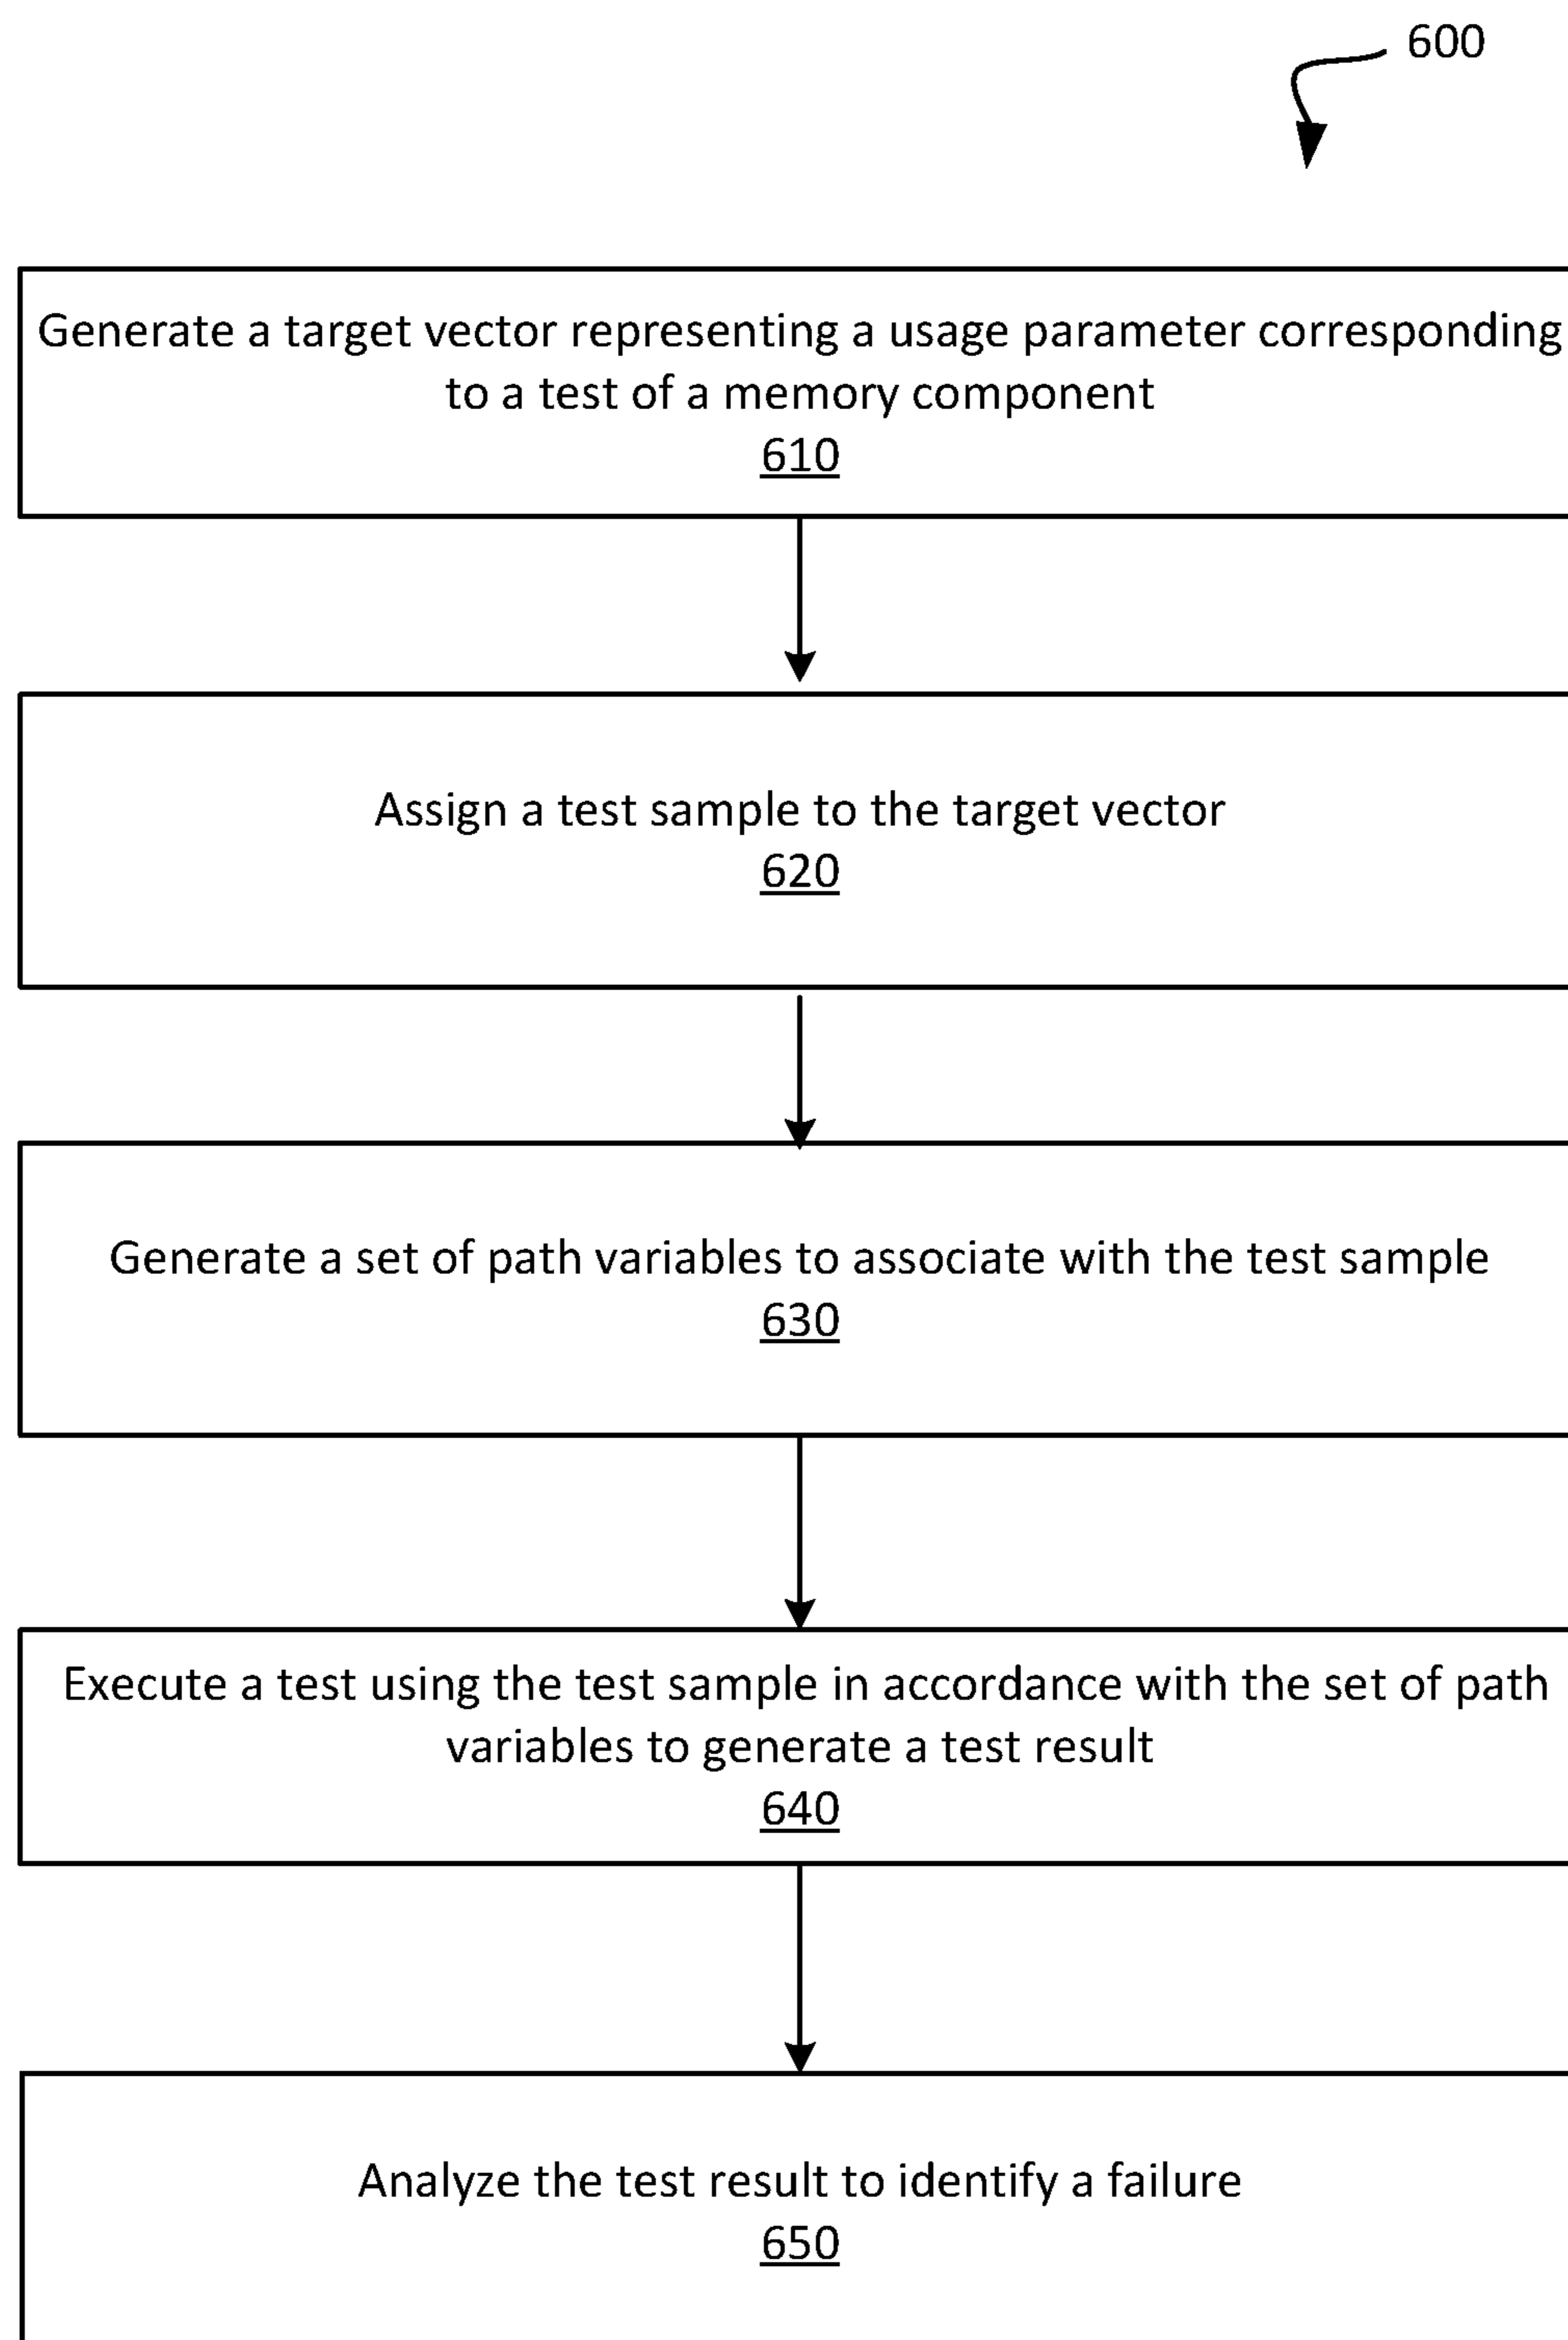 600
Generate a target vector representing a usage parameter corresponding
to a test of a memory component
610
Assign a test sample to the target vector
620
Generate a set of path variables to associate with the test sample
630
Execute a test using the test sample in accordance with the set of path
variables to generate a test result
640
Analyze the test result to identify a failure
650